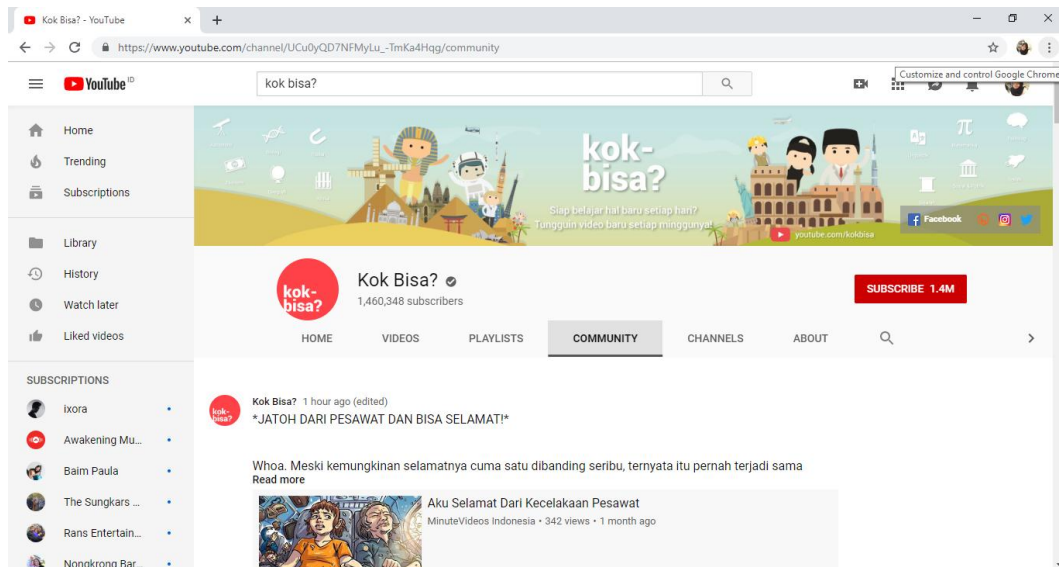 Kok Bisa? - YouTube
https://www.youtube.com/channel/UCu0yQD7NFMyLu_-TmKa4Hqg/community
Customize and control Google Chrome
YouTube ID
kok bisa?
Home
Trending
Subscriptions
Library
History
Watch later
Liked videos
SUBSCRIPTIONS
ixora
Awakening Mu...
Baim Paula
The Sungkars ...
Rans Entertain...
Nongkrong Bar...
kok-
bisa?
Siap belajar hal baru setiap hari?
Tungguin video baru setiap minggunya!
youtube.com/kokbisa
Facebook
kok-
bisa?
Kok Bisa?
1,460,348 subscribers
SUBSCRIBE 1.4M
HOME
VIDEOS
PLAYLISTS
COMMUNITY
CHANNELS
ABOUT
kok-
bisa?
Kok Bisa? 1 hour ago (edited)
*JATOH DARI PESAWAT DAN BISA SELAMAT!*
Whoa. Meski kemungkinan selamatnya cuma satu dibanding seribu, ternyata itu pernah terjadi sama
Read more
Aku Selamat Dari Kecelakaan Pesawat
MinuteVideos Indonesia • 342 views • 1 month ago